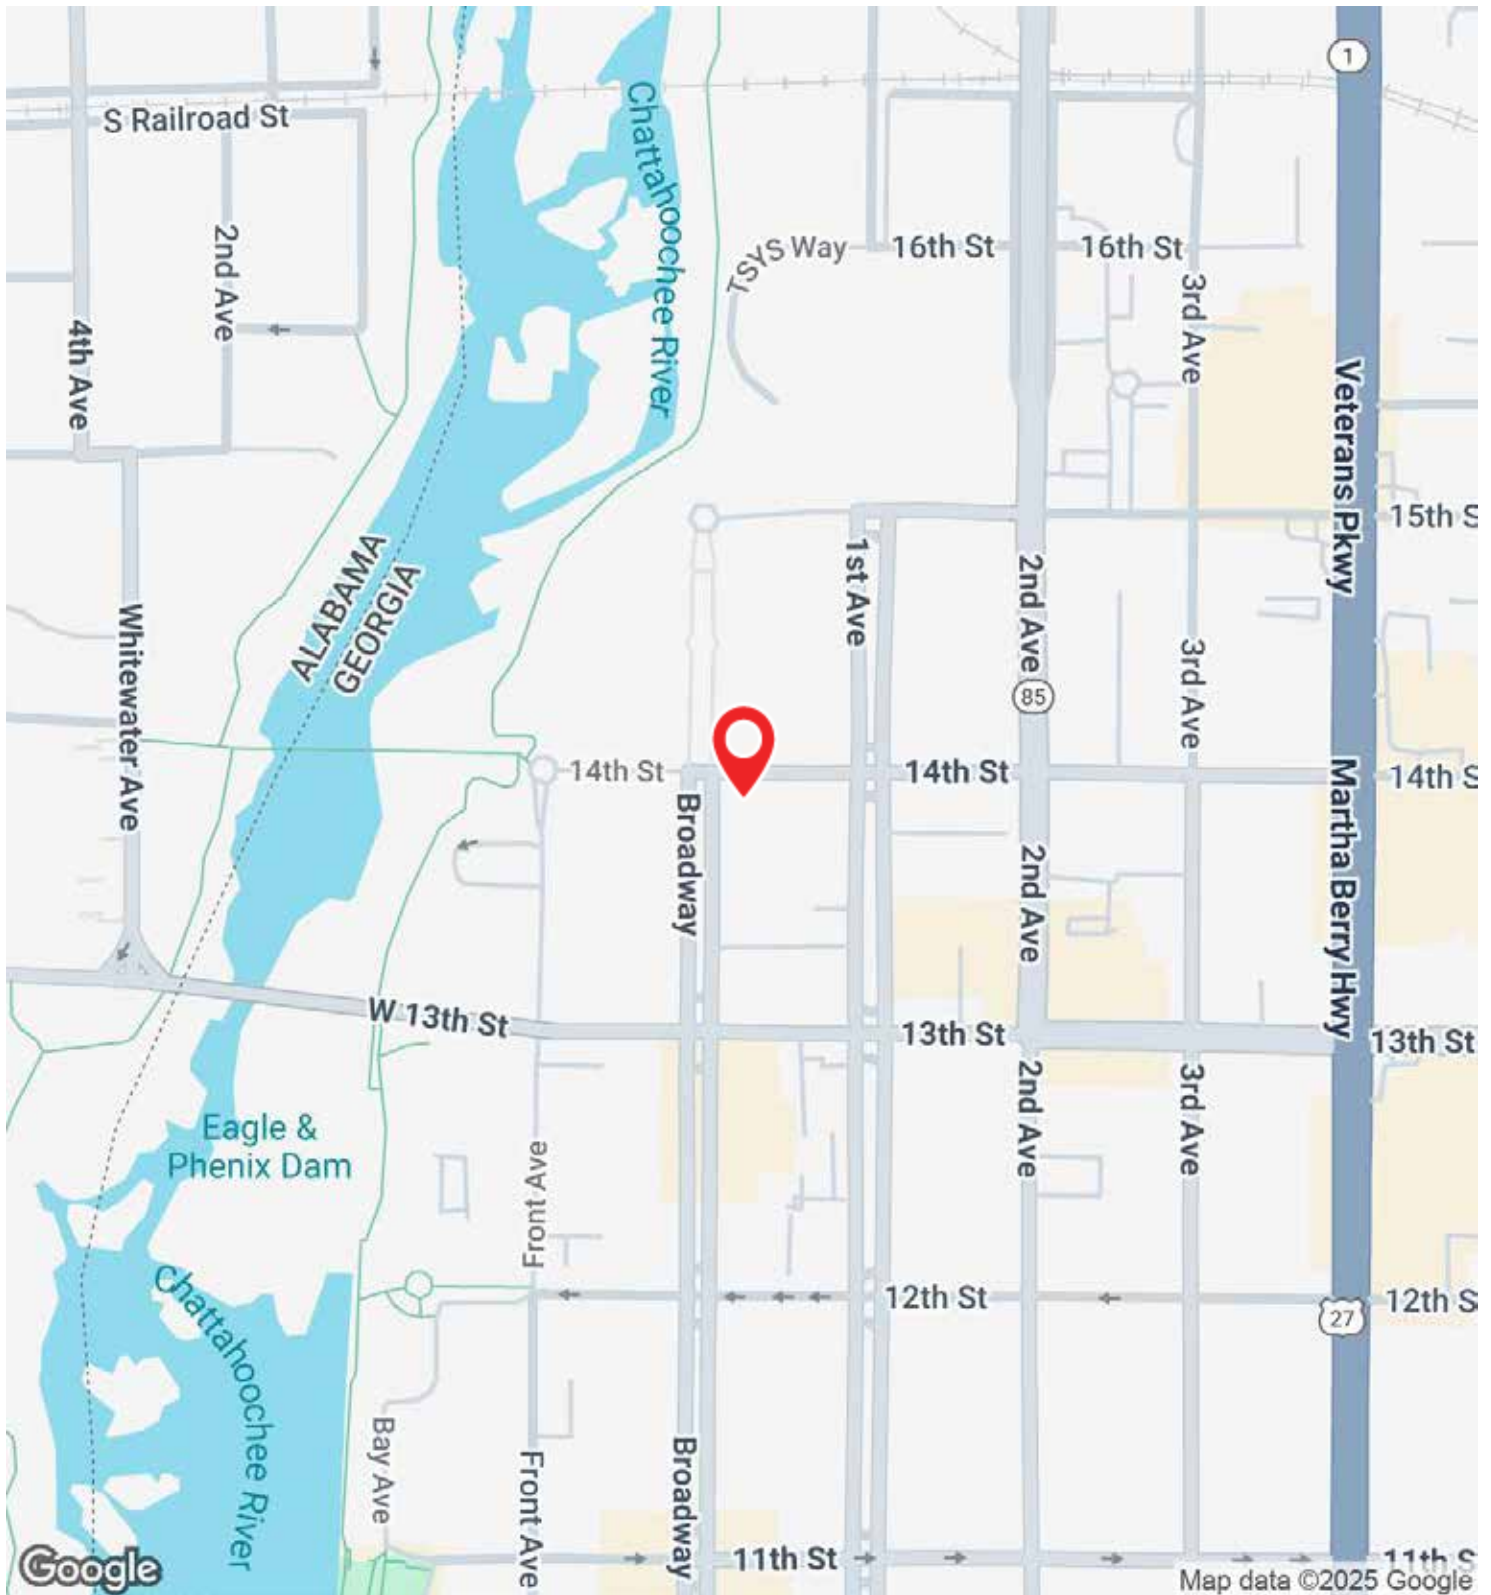 1
S Railroad St
Chattahoochee River
2nd Ave
TSYS Way
16th St
16th St
3rd Ave
4th Ave
Veterans Pkwy
15th S
ALABAMA
GEORGIA
1st Ave
2nd Ave
Whitewater Ave
3rd Ave
85
14th St
14th St
14th S
Broadway
Martha Berry Hwy
2nd Ave
W 13th St
13th St
13th St
2nd Ave
3rd Ave
Eagle &
Phenix Dam
Front Ave
Chattahoochee River
12th St
12th S
27
Bay Ave
Front Ave
Broadway
11th St
11th S
Google
Map data ©2025 Google